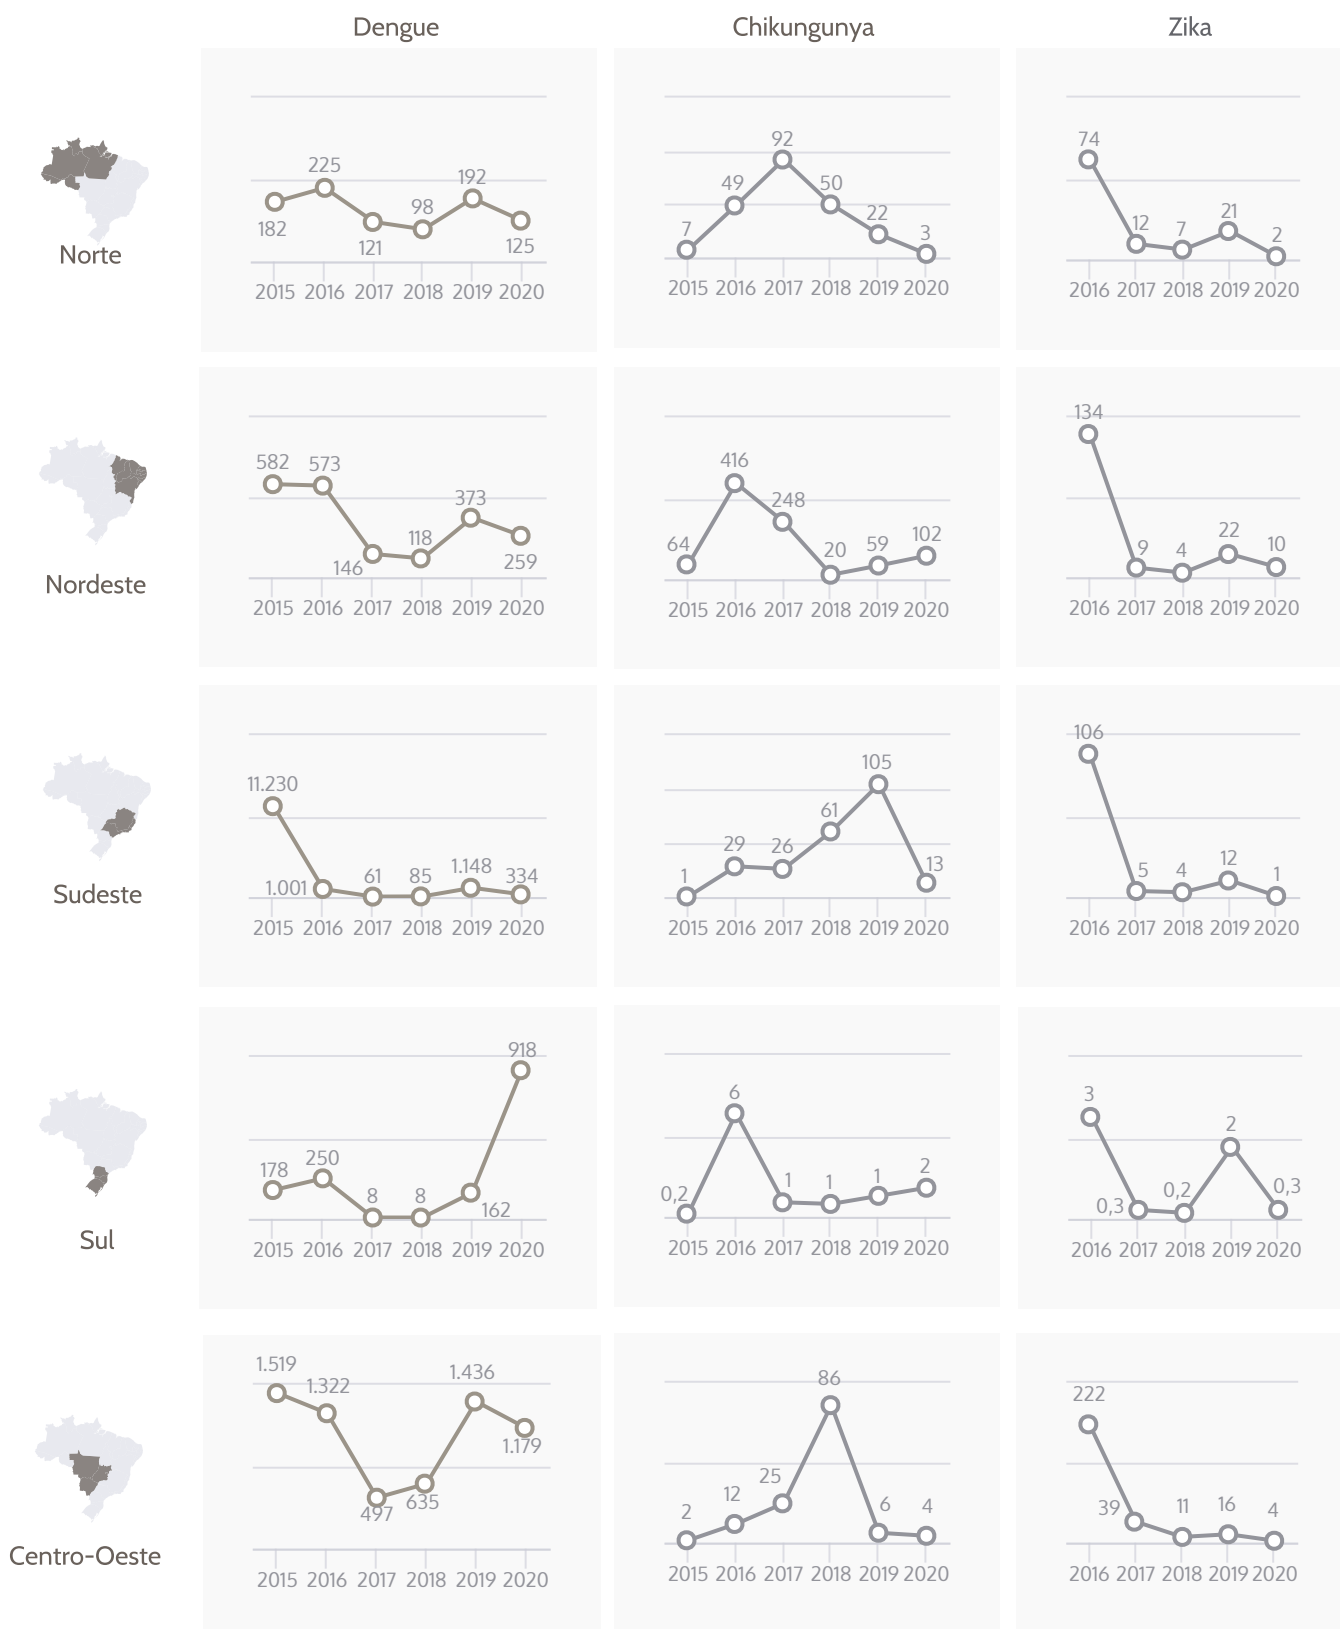 Dengue Chikungunya Zika
Norte
182 225 121 98 192 125
2015 2016 2017 2018 2019 2020
7 49 92 50 22 3
2015 2016 2017 2018 2019 2020
74 12 7 21 2
2016 2017 2018 2019 2020
Nordeste
582 573 146 118 373 259
2015 2016 2017 2018 2019 2020
64 416 248 20 59 102
2015 2016 2017 2018 2019 2020
134 9 4 22 10
2016 2017 2018 2019 2020
Sudeste
11.230 1.001 61 85 1.148 334
2015 2016 2017 2018 2019 2020
1 29 26 61 105 13
2015 2016 2017 2018 2019 2020
106 5 4 12 1
2016 2017 2018 2019 2020
Sul
178 250 8 8 162 918
2015 2016 2017 2018 2019 2020
0,2 6 1 1 1 2
2015 2016 2017 2018 2019 2020
3 0,3 0,2 2 0,3
2016 2017 2018 2019 2020
Centro-Oeste
1.519 1.322 497 635 1.436 1.179
2015 2016 2017 2018 2019 2020
2 12 25 86 6 4
2015 2016 2017 2018 2019 2020
222 39 11 16 4
2016 2017 2018 2019 2020